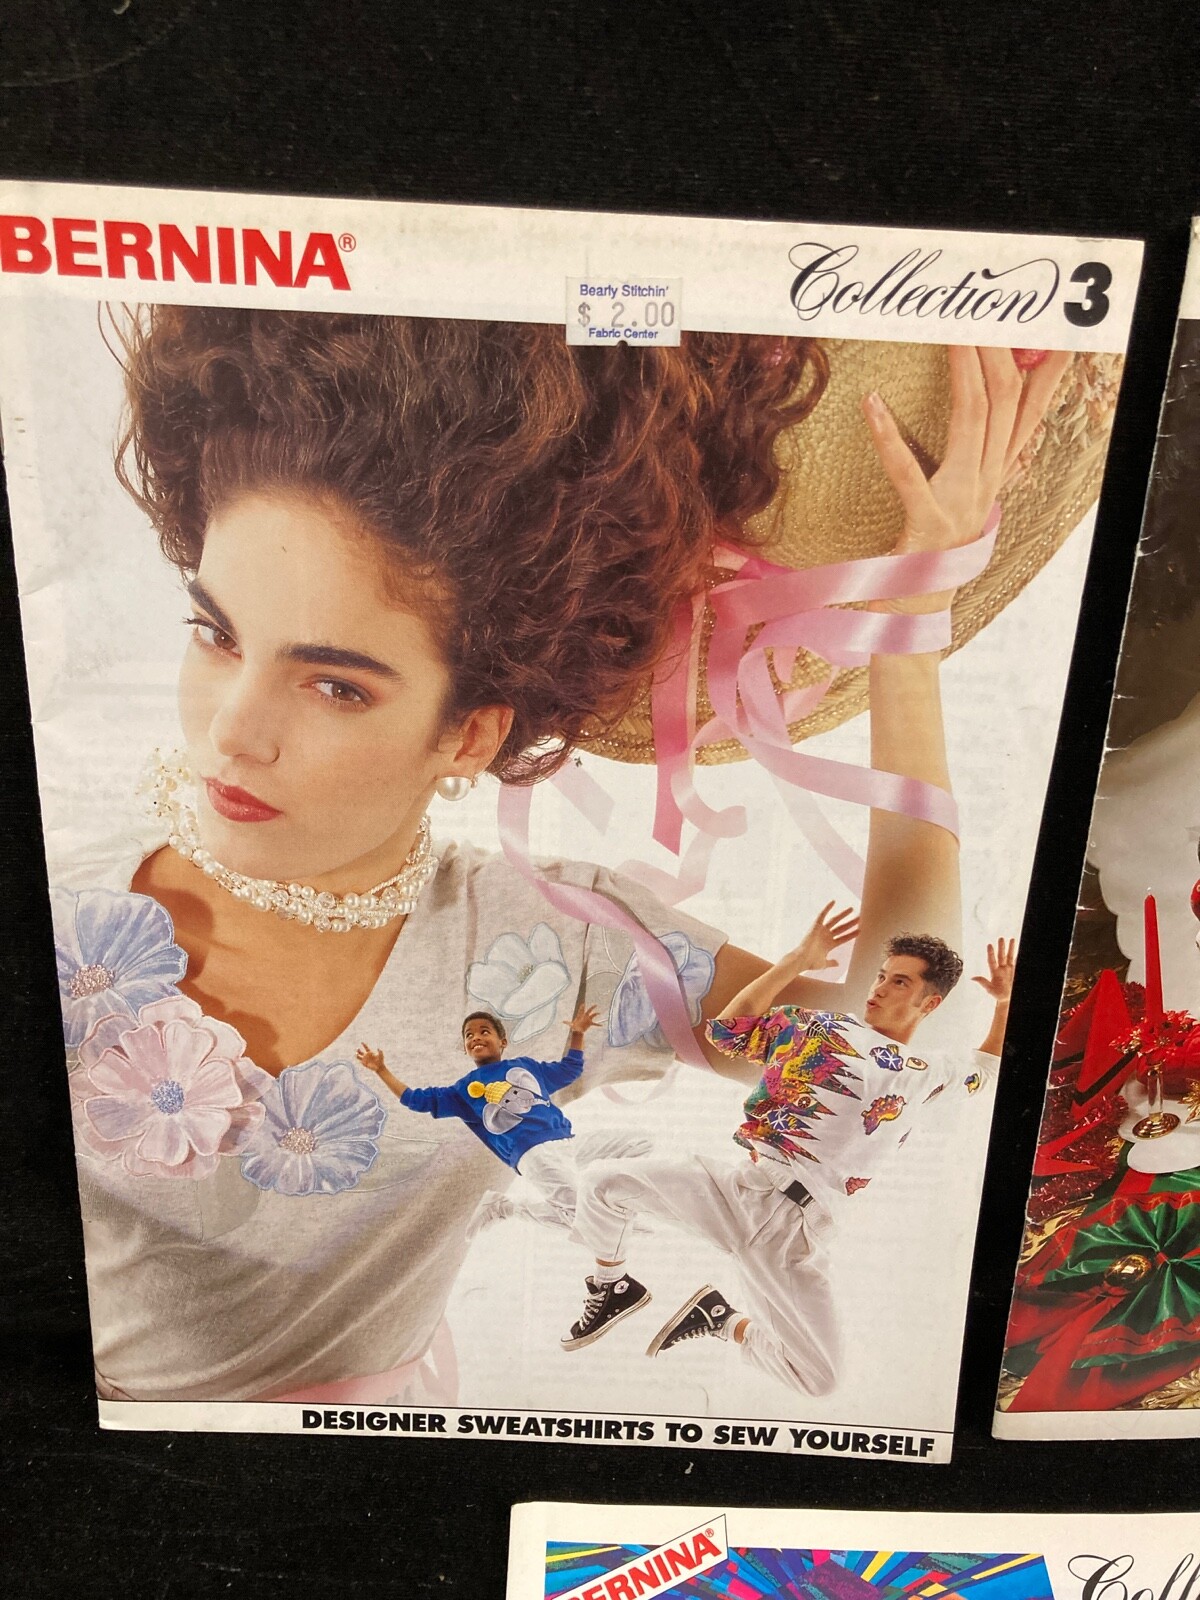 BERNINA®
Collection 3
Bearly Stitchin'
$ 2.00
Fabric Center
DESIGNER SWEATSHIRTS TO SEW YOURSELF
BERNINA®